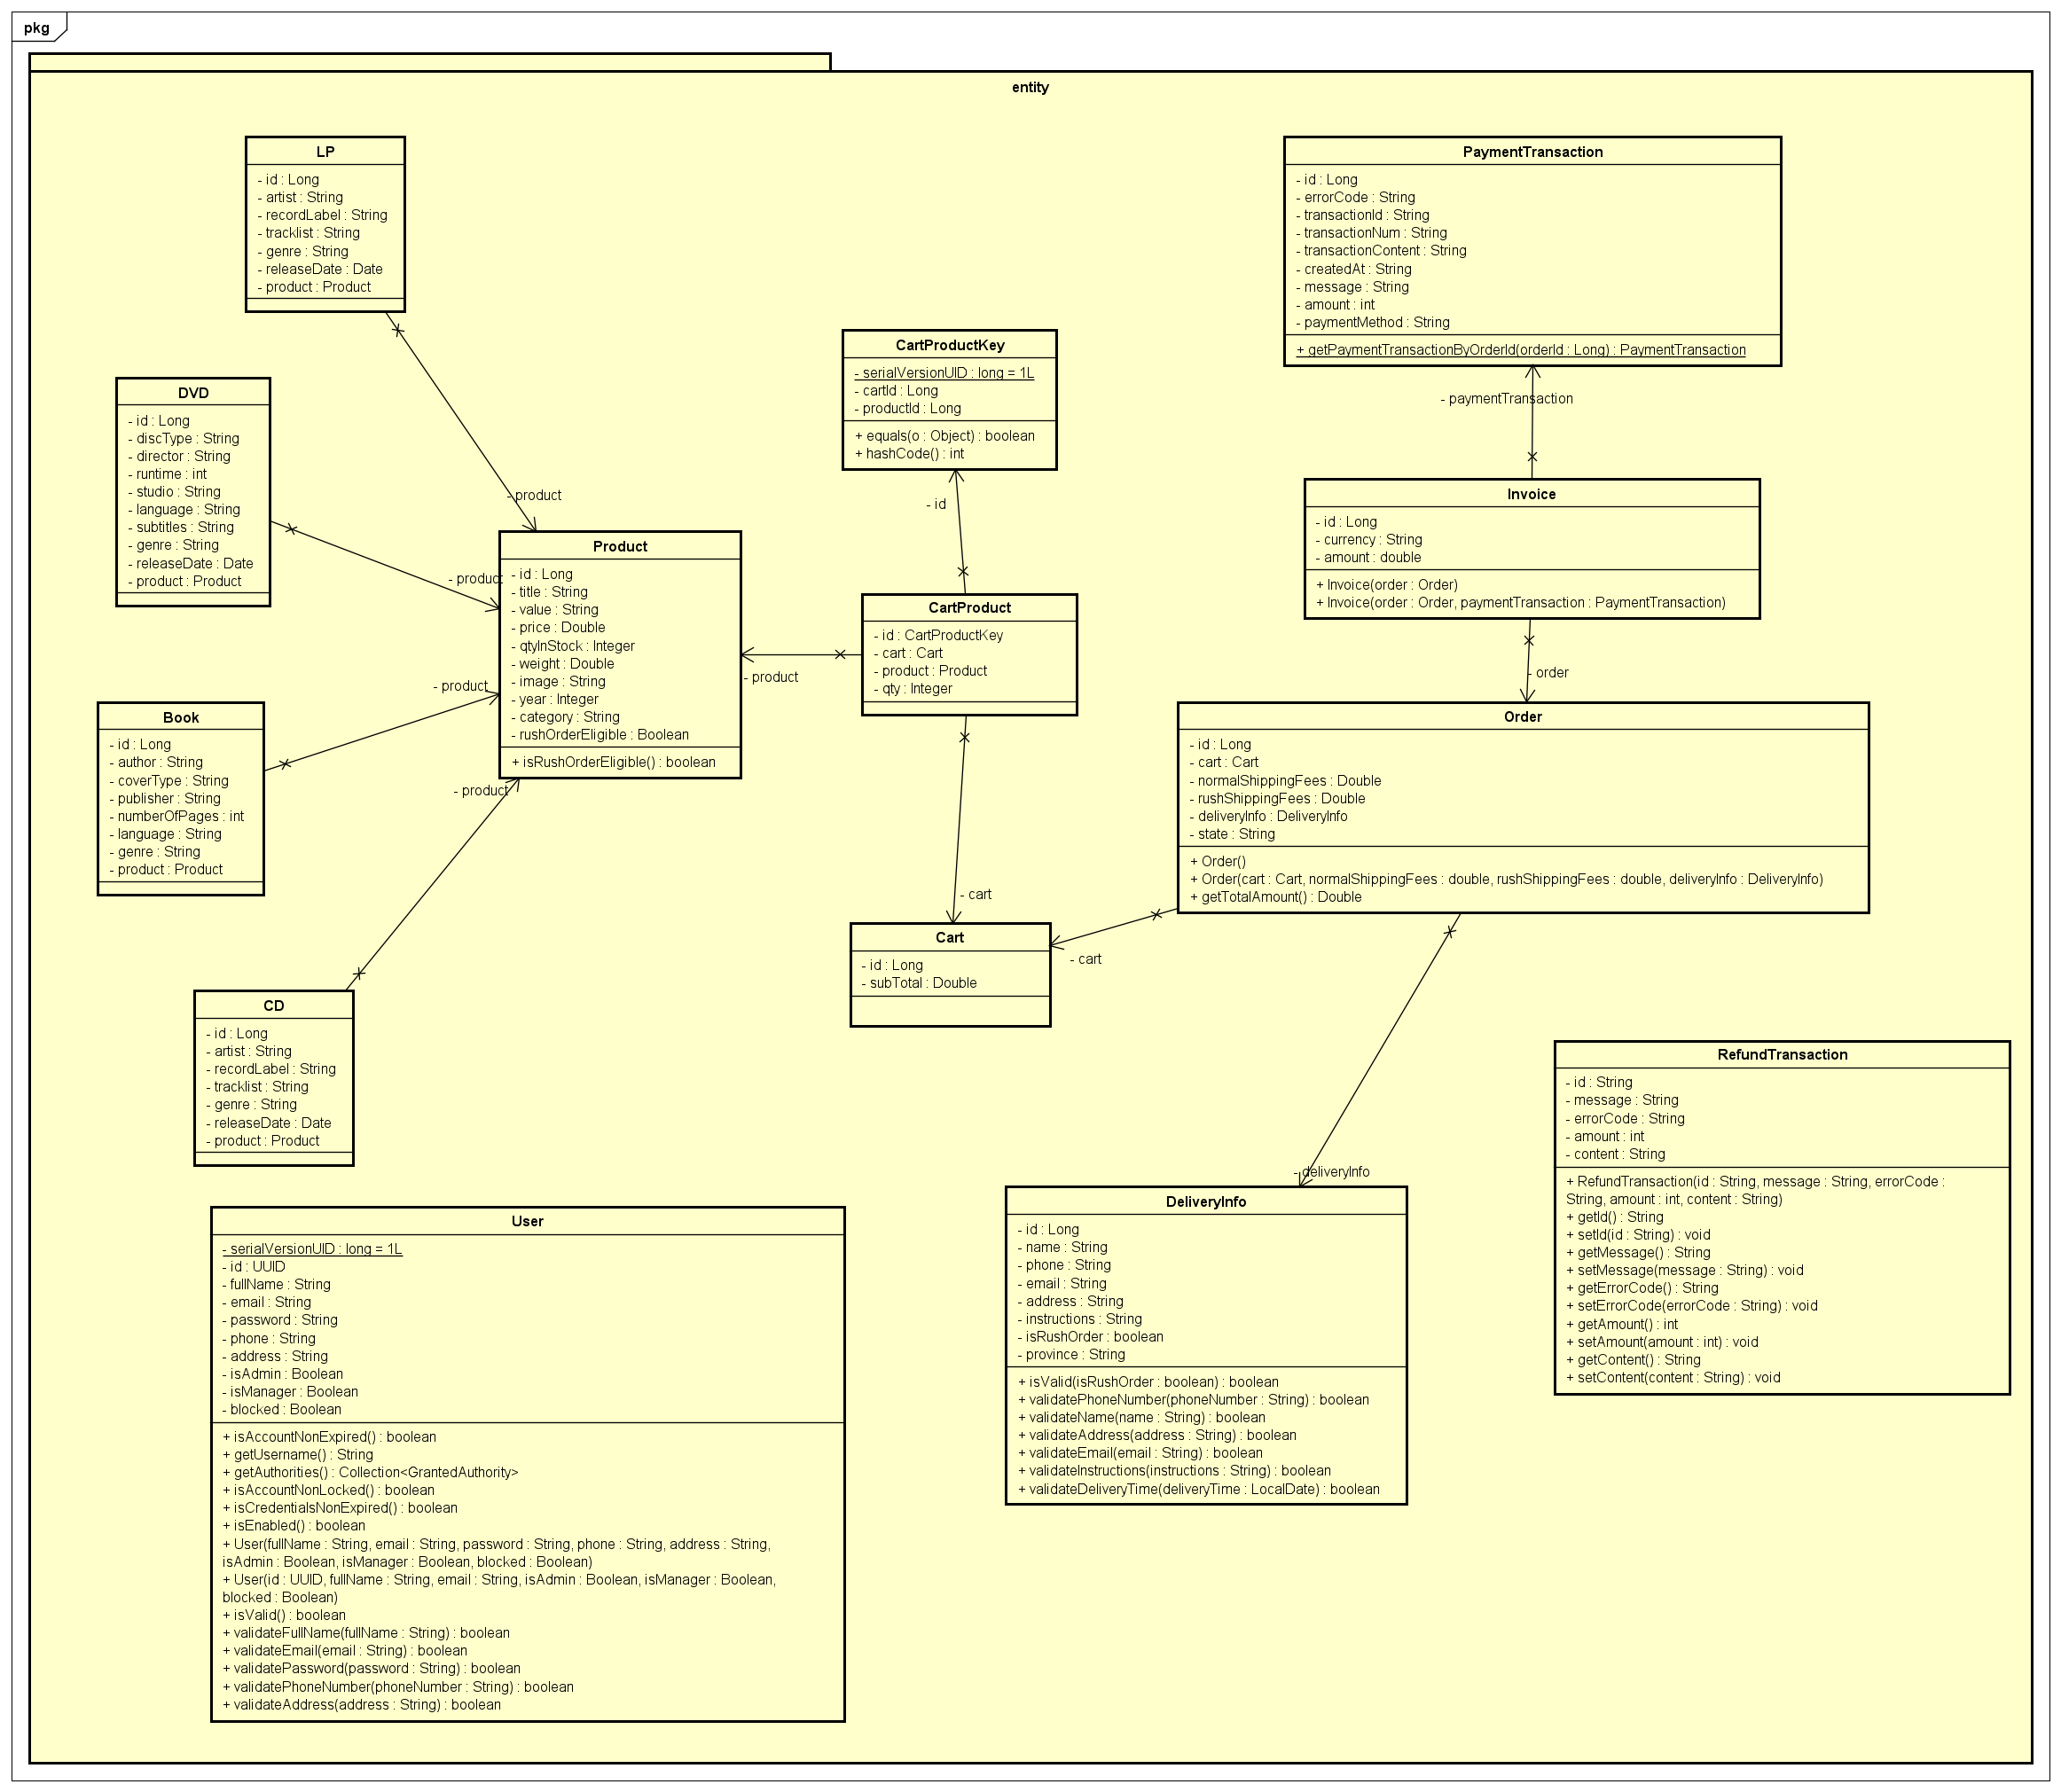 pkg
entity
LP
- id : Long
- artist : String
- recordLabel : String
- tracklist : String
- genre : String
- releaseDate : Date
- product : Product
PaymentTransaction
- id : Long
- errorCode : String
- transactionId : String
- transactionNum : String
- transactionContent : String
- createdAt : String
- message : String
- amount : int
- paymentMethod : String
+ getPaymentTransactionByOrderId(orderId : Long) : PaymentTransaction
CartProductKey
- serialVersionUID : long = 1L
- cartId : Long
- productId : Long
+ equals(o : Object) : boolean
+ hashCode() : int
DVD
- id : Long
- discType : String
- director : String
- runtime : int
- studio : String
- language : String
- subtitles : String
- genre : String
- releaseDate : Date
- product : Product
- paymentTransaction
- product
- id
Invoice
- id : Long
- currency : String
- amount : double
+ Invoice(order : Order)
+ Invoice(order : Order, paymentTransaction : PaymentTransaction)
- product
Product
- id : Long
- title : String
- value : String
- price : Double
- qtyInStock : Integer
- weight : Double
- image : String
- year : Integer
- category : String
- rushOrderEligible : Boolean
+ isRushOrderEligible() : boolean
CartProduct
- id : CartProductKey
- cart : Cart
- product : Product
- qty : Integer
- product
- order
- product
Book
- id : Long
- author : String
- coverType : String
- publisher : String
- numberOfPages : int
- language : String
- genre : String
- product : Product
Order
- id : Long
- cart : Cart
- normalShippingFees : Double
- rushShippingFees : Double
- deliveryInfo : DeliveryInfo
- state : String
+ Order()
+ Order(cart : Cart, normalShippingFees : double, rushShippingFees : double, deliveryInfo : DeliveryInfo)
+ getTotalAmount() : Double
- product
- cart
Cart
- id : Long
- subTotal : Double
- cart
CD
- id : Long
- artist : String
- recordLabel : String
- tracklist : String
- genre : String
- releaseDate : Date
- product : Product
RefundTransaction
- id : String
- message : String
- errorCode : String
- amount : int
- content : String
+ RefundTransaction(id : String, message : String, errorCode :
String, amount : int, content : String)
+ getId() : String
+ setId(id : String) : void
+ getMessage() : String
+ setMessage(message : String) : void
+ getErrorCode() : String
+ setErrorCode(errorCode : String) : void
+ getAmount() : int
+ setAmount(amount : int) : void
+ getContent() : String
+ setContent(content : String) : void
- deliveryInfo
DeliveryInfo
- id : Long
- name : String
- phone : String
- email : String
- address : String
- instructions : String
- isRushOrder : boolean
- province : String
+ isValid(isRushOrder : boolean) : boolean
+ validatePhoneNumber(phoneNumber : String) : boolean
+ validateName(name : String) : boolean
+ validateAddress(address : String) : boolean
+ validateEmail(email : String) : boolean
+ validateInstructions(instructions : String) : boolean
+ validateDeliveryTime(deliveryTime : LocalDate) : boolean
User
- serialVersionUID : long = 1L
- id : UUID
- fullName : String
- email : String
- password : String
- phone : String
- address : String
- isAdmin : Boolean
- isManager : Boolean
- blocked : Boolean
+ isAccountNonExpired() : boolean
+ getUsername() : String
+ getAuthorities() : Collection<GrantedAuthority>
+ isAccountNonLocked() : boolean
+ isCredentialsNonExpired() : boolean
+ isEnabled() : boolean
+ User(fullName : String, email : String, password : String, phone : String, address : String,
isAdmin : Boolean, isManager : Boolean, blocked : Boolean)
+ User(id : UUID, fullName : String, email : String, isAdmin : Boolean, isManager : Boolean,
blocked : Boolean)
+ isValid() : boolean
+ validateFullName(fullName : String) : boolean
+ validateEmail(email : String) : boolean
+ validatePassword(password : String) : boolean
+ validatePhoneNumber(phoneNumber : String) : boolean
+ validateAddress(address : String) : boolean